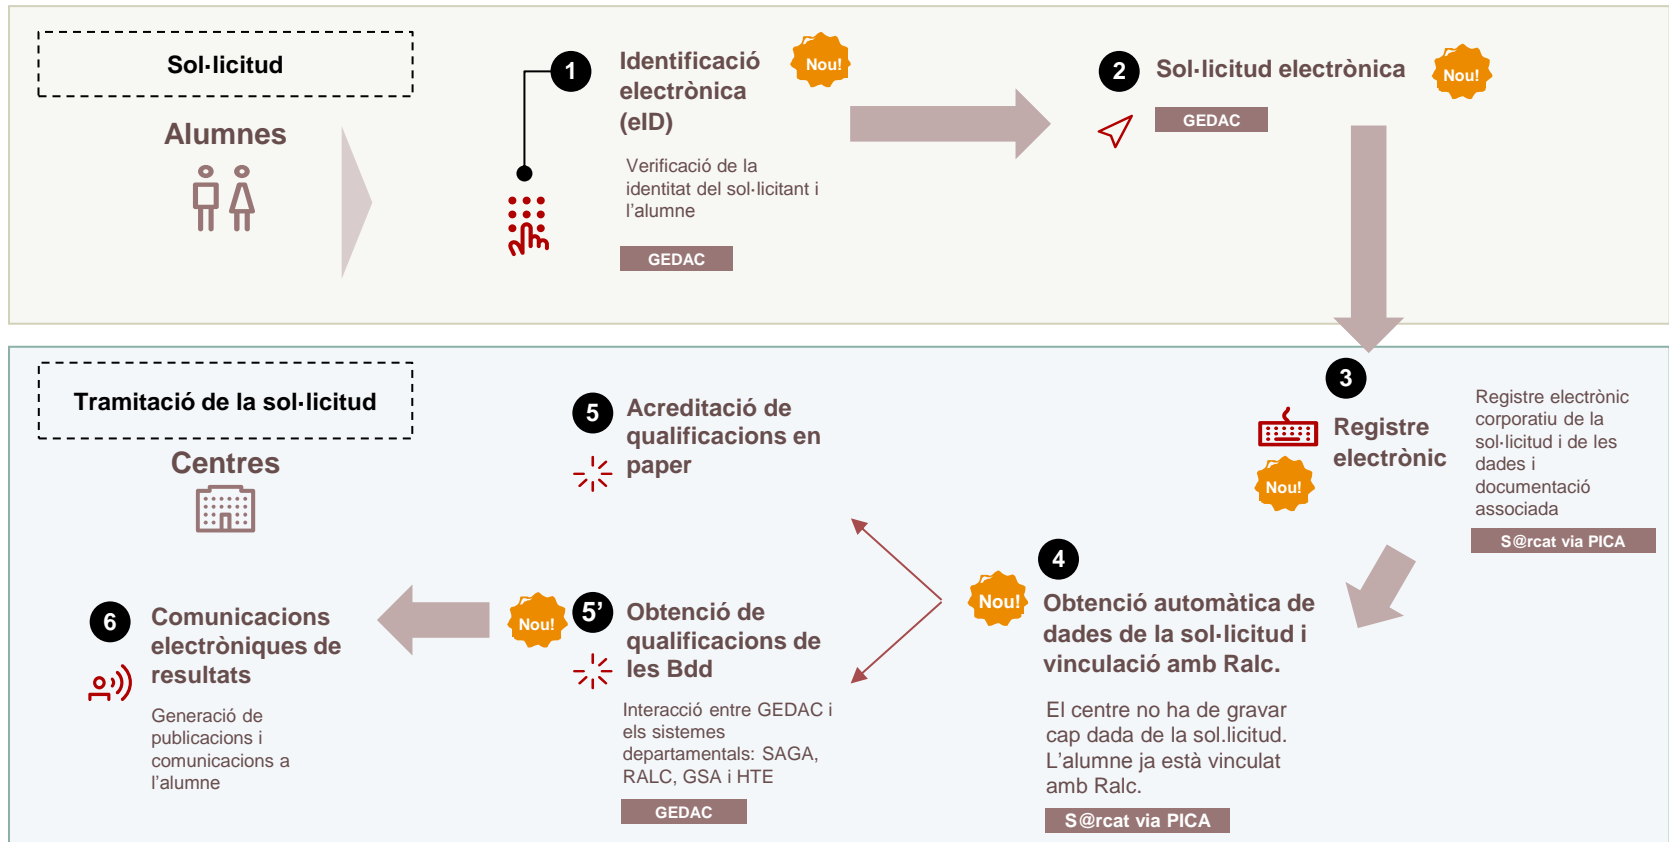 Sol·licitud
Alumnes
1
Identificació
electrònica
(eID)
Nou!
Verificació de la
identitat del sol·licitant i
l'alumne
GEDAC
2
Sol·licitud electrònica
Nou!
GEDAC
Tramitació de la sol·licitud
Centres
3
Registre
electrònic
Nou!
Registre electrònic
corporatiu de la
sol·licitud i de les
dades i
documentació
associada
S@rcat via PICA
4
Nou!
Obtenció automàtica de
dades de la sol·licitud i
vinculació amb Ralc.
El centre no ha de gravar
cap dada de la sol.licitud.
L'alumne ja està vinculat
amb Ralc.
S@rcat via PICA
5
Acreditació de
qualificacions en
paper
Nou!
5’
Obtenció de
qualificacions de
les Bdd
Interacció entre GEDAC i
els sistemes
departamentals: SAGA,
RALC, GSA i HTE
GEDAC
6
Comunicacions
electròniques de
resultats
Generació de
publicacions i
comunicacions a
l'alumne